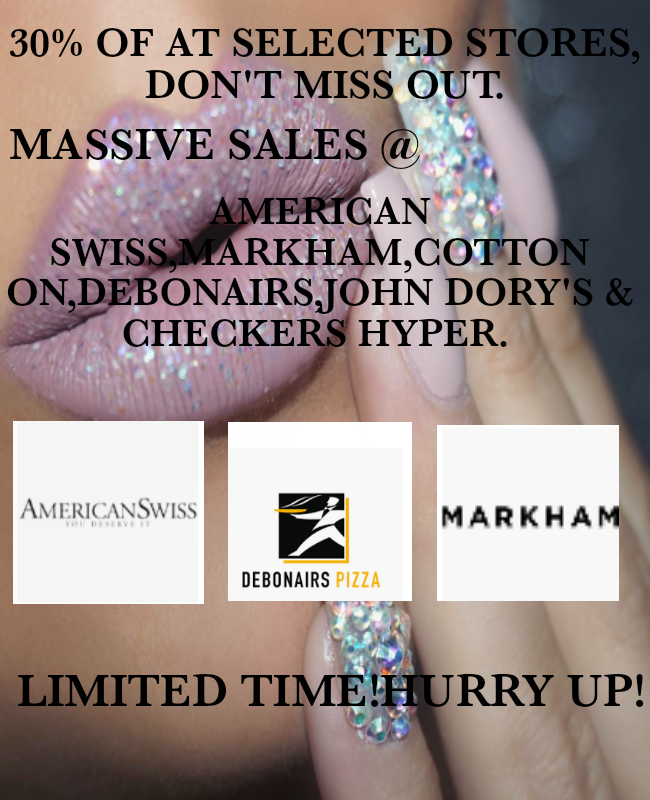 30% OF AT SELECTED STORES,
DON'T MISS OUT.
MASSIVE SALES @
AMERICAN
SWISS,MARKHAM,COTTON
ON,DEBONAIRS,JOHN DORY'S &
CHECKERS HYPER.
AMERICANSWISS
YOU DESERVE IT
DEBONAIRS PIZZA
MARKHAM
LIMITED TIME!HURRY UP!